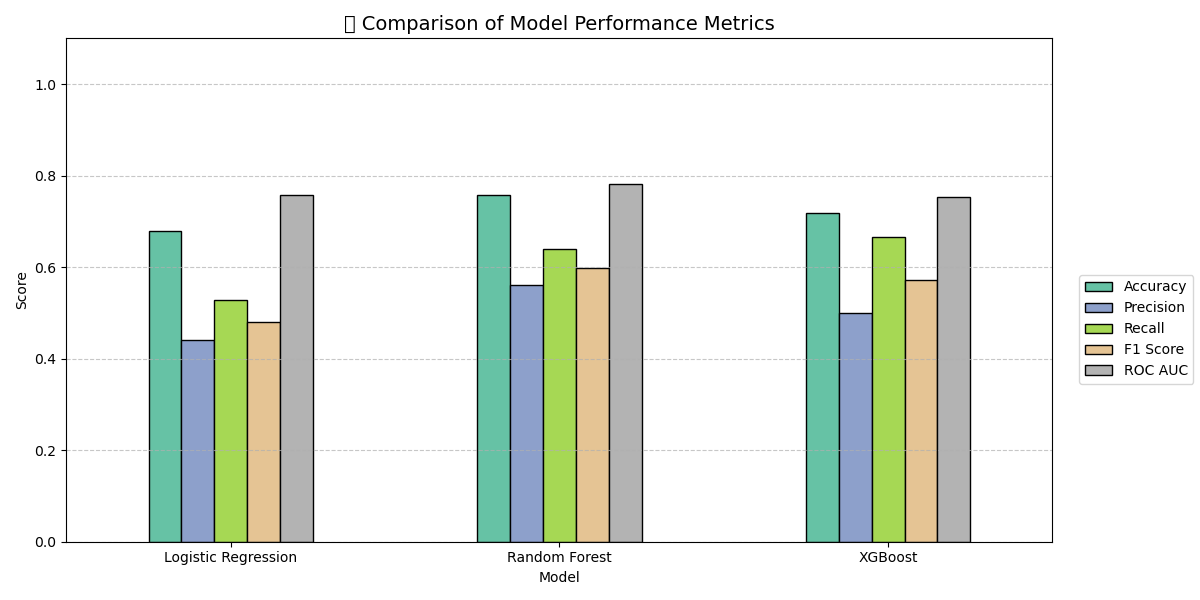 Comparison of Model Performance Metrics
1.0
0.8
0.6
0.4
0.2
0.0
Score
Logistic Regression
Random Forest
XGBoost
Model
Accuracy
Precision
Recall
F1 Score
ROC AUC